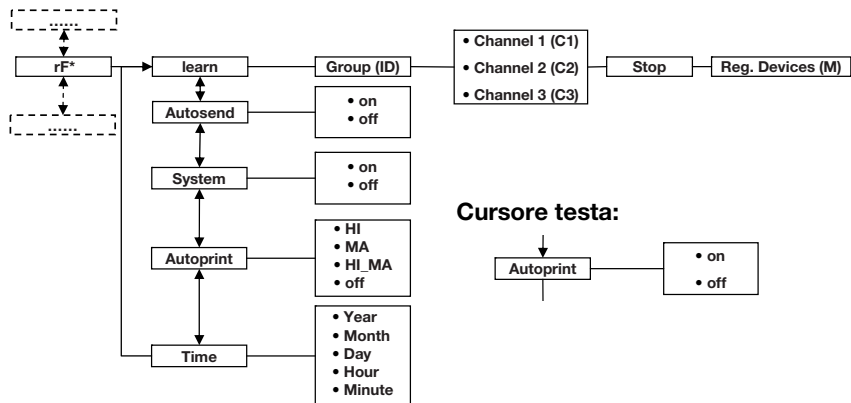 ......
rF*
......
learn
Group (ID)
• Channel 1 (C1)
• Channel 2 (C2)
• Channel 3 (C3)
Stop
Reg. Devices (M)
Autosend
• on
• off
System
• on
• off
Autoprint
• HI
• MA
• HI_MA
• off
Time
• Year
• Month
• Day
• Hour
• Minute
Cursore testa:
Autoprint
• on
• off